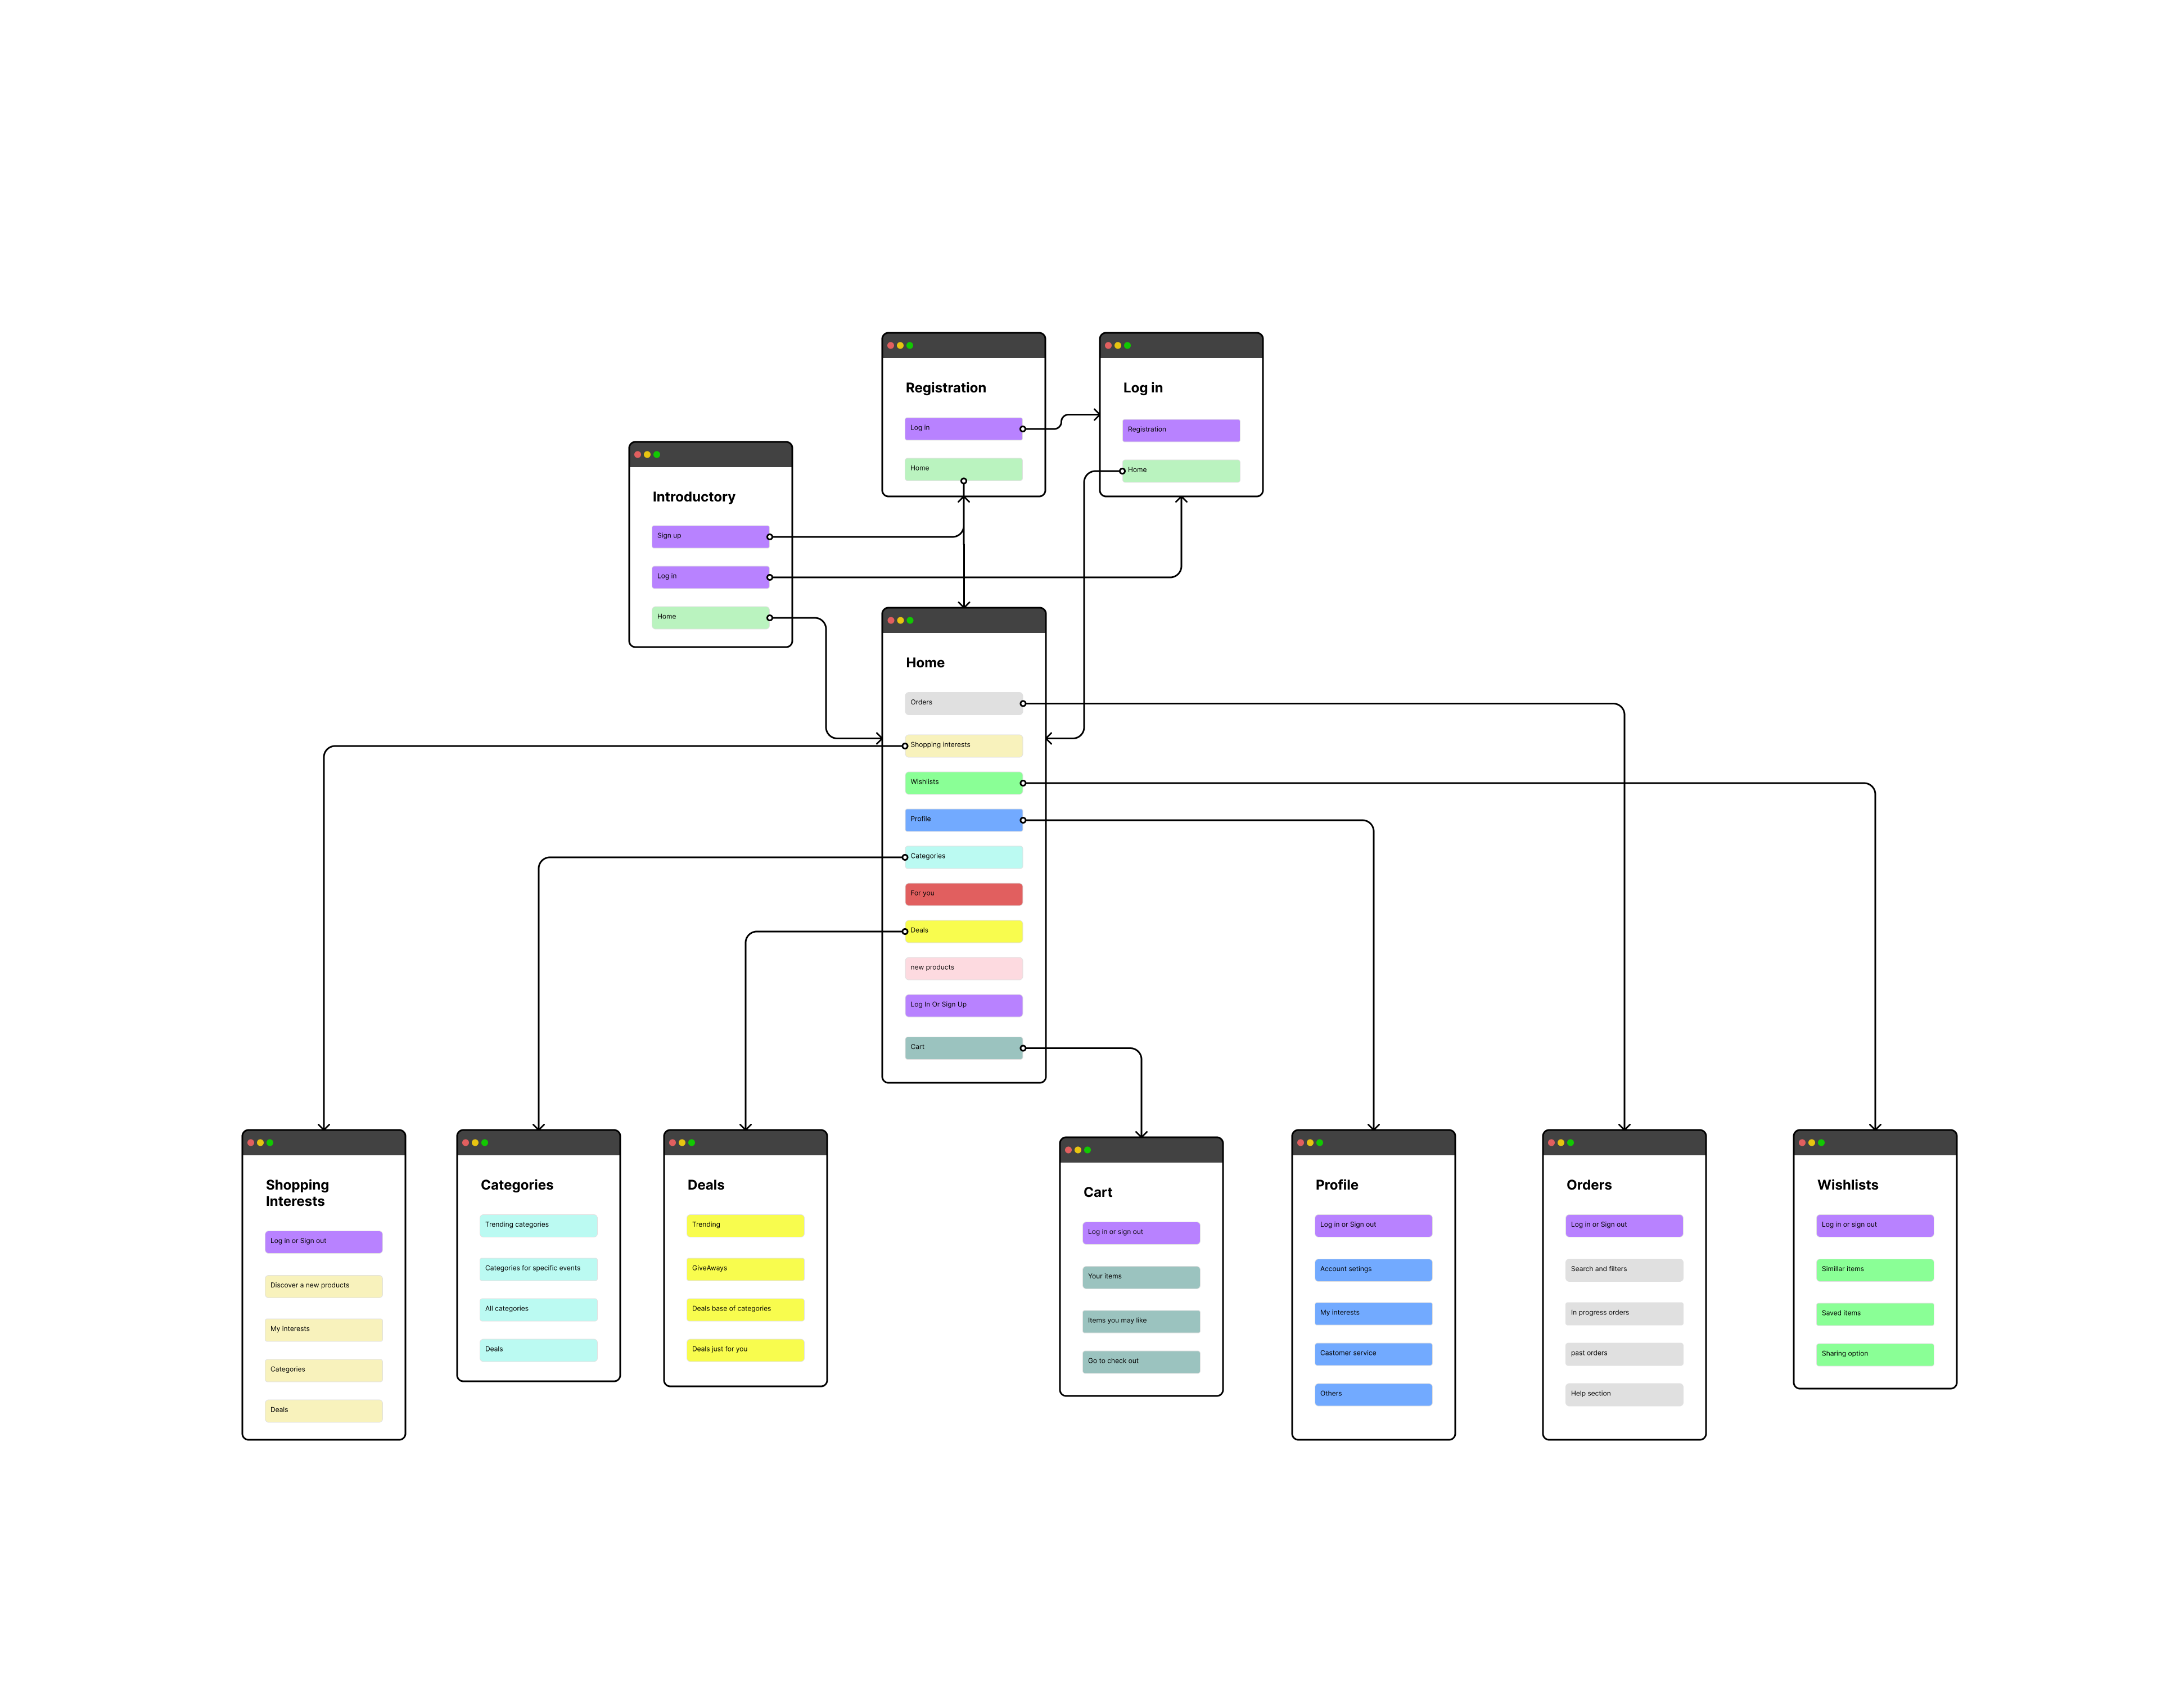 Registration
Log in
Home
Log in
Registration
Home
Introductory
Sign up
Log in
Home
Home
Orders
Shopping interests
Wishlists
Profile
Categories
For you
Deals
new products
Log In Or Sign Up
Cart
Shopping
Interests
Log in or Sign out
Discover a new products
My interests
Categories
Deals
Categories
Trending categories
Categories for specific events
All categories
Deals
Deals
Trending
GiveAways
Deals base of categories
Deals just for you
Cart
Log in or sign out
Your items
Items you may like
Go to check out
Profile
Log in or Sign out
Account setings
My interests
Castomer service
Others
Orders
Log in or Sign out
Search and filters
In progress orders
past orders
Help section
Wishlists
Log in or sign out
Simillar items
Saved items
Sharing option